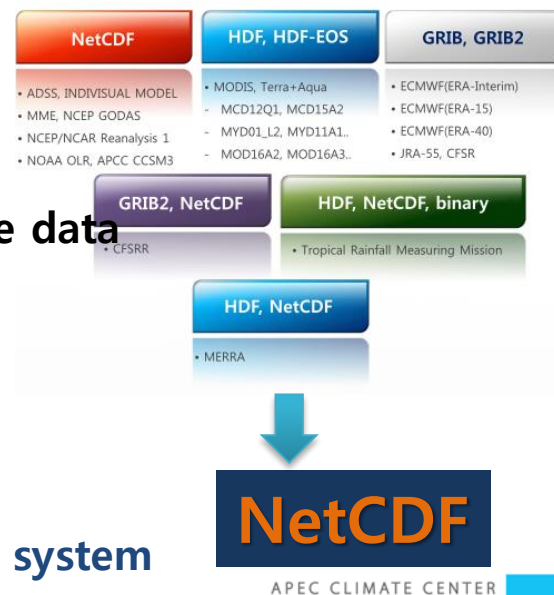 NetCDF
• ADSS, INDIVISUAL MODEL
• MME, NCEP GODAS
• NCEP/NCAR Reanalysis 1
• NOAA OLR, APCC CCSM3
HDF, HDF-EOS
• MODIS, Terra+Aqua
- MCD12Q1, MCD15A2
- MYD01_L2, MYD11A1..
- MOD16A2, MOD16A3..
GRIB, GRIB2
• ECMWF(ERA-Interim)
• ECMWF(ERA-15)
• ECMWF(ERA-40)
• JRA-55, CFSR
e data
GRIB2, NetCDF
• CFSRR
HDF, NetCDF, binary
• Tropical Rainfall Measuring Mission
HDF, NetCDF
• MERRA
NetCDF
system
APEC CLIMATE CENTER